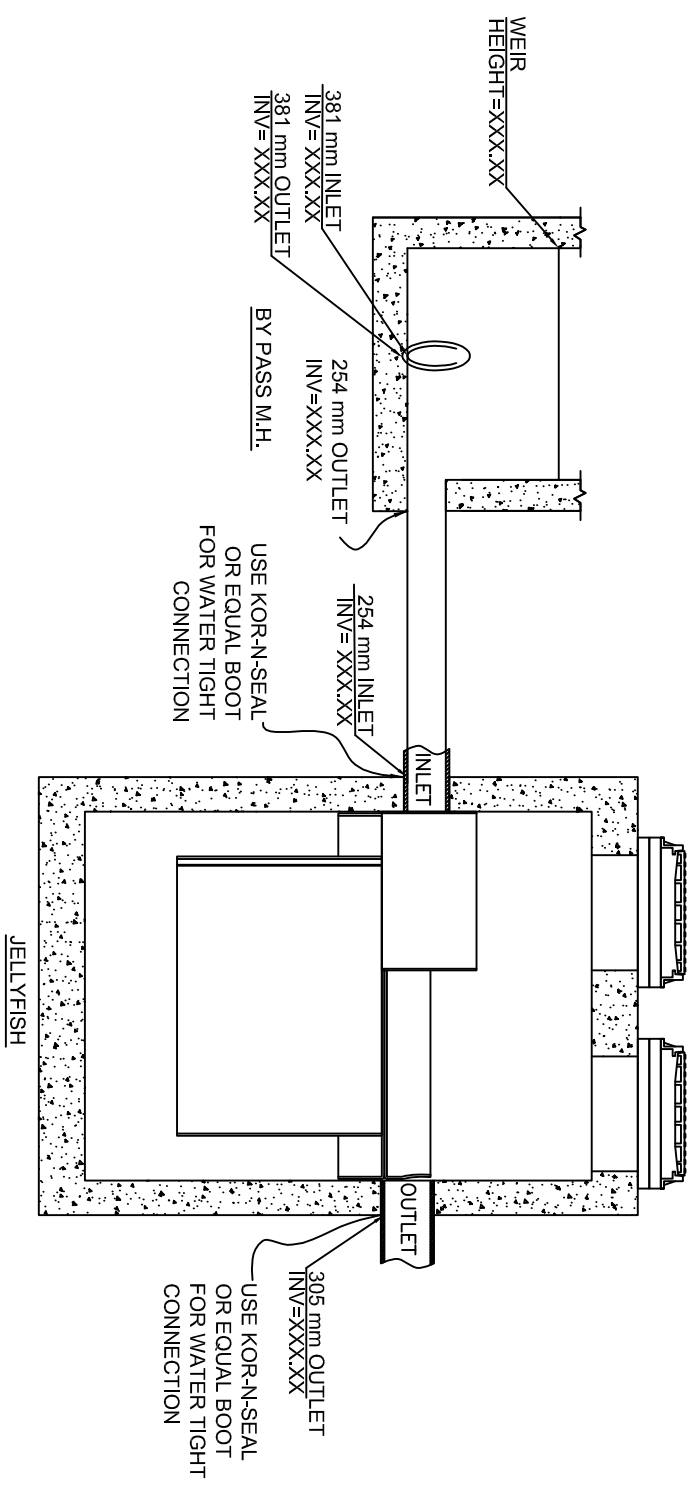 WEIR
HEIGHT=XXX.XX
381 mm INLET
INV= XXX.XX
381 mm OUTLET
INV= XXX.XX
BY PASS M.H.
254 mm OUTLET
INV=XXX.XX
254 mm INLET
INV= XXX.XX
USE KOR-N-SEAL
OR EQUAL BOOT
FOR WATER TIGHT
CONNECTION
INLET
OUTLET
JELLYFISH
305 mm OUTLET
INV=XXX.XX
USE KOR-N-SEAL
OR EQUAL BOOT
FOR WATER TIGHT
CONNECTION